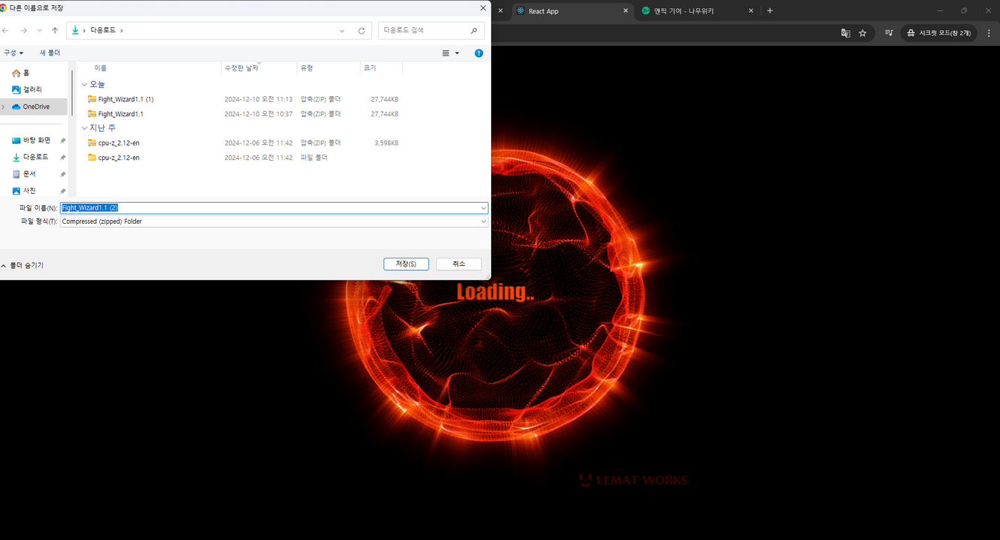 다른 이름으로 저장
React App
앤틱 기어 - 나무위키
다운로드
다운로드 검색
시크릿 모드(창 2개)
구성
새 폴더
홈
갤러리
OneDrive
바탕 화면
다운로드
문서
사진
이름 수정한 날짜 유형 크기
오늘
Fight_Wizard1.1 (1) 2024-12-10 오전 11:13 압축(ZIP) 폴더 27,744KB
Fight_Wizard1.1 2024-12-10 오전 10:37 압축(ZIP) 폴더 27,744KB
지난 주
cpu-z_2.12-en 2024-12-06 오전 11:42 압축(ZIP) 폴더 3,598KB
cpu-z_2.12-en 2024-12-06 오전 11:42 파일 폴더
파일 이름(N): Fight_Wizard1.1 (2)
파일 형식(T): Compressed (zipped) Folder
폴더 숨기기
저장(S)
취소
Loading..
LEMAT WORKS